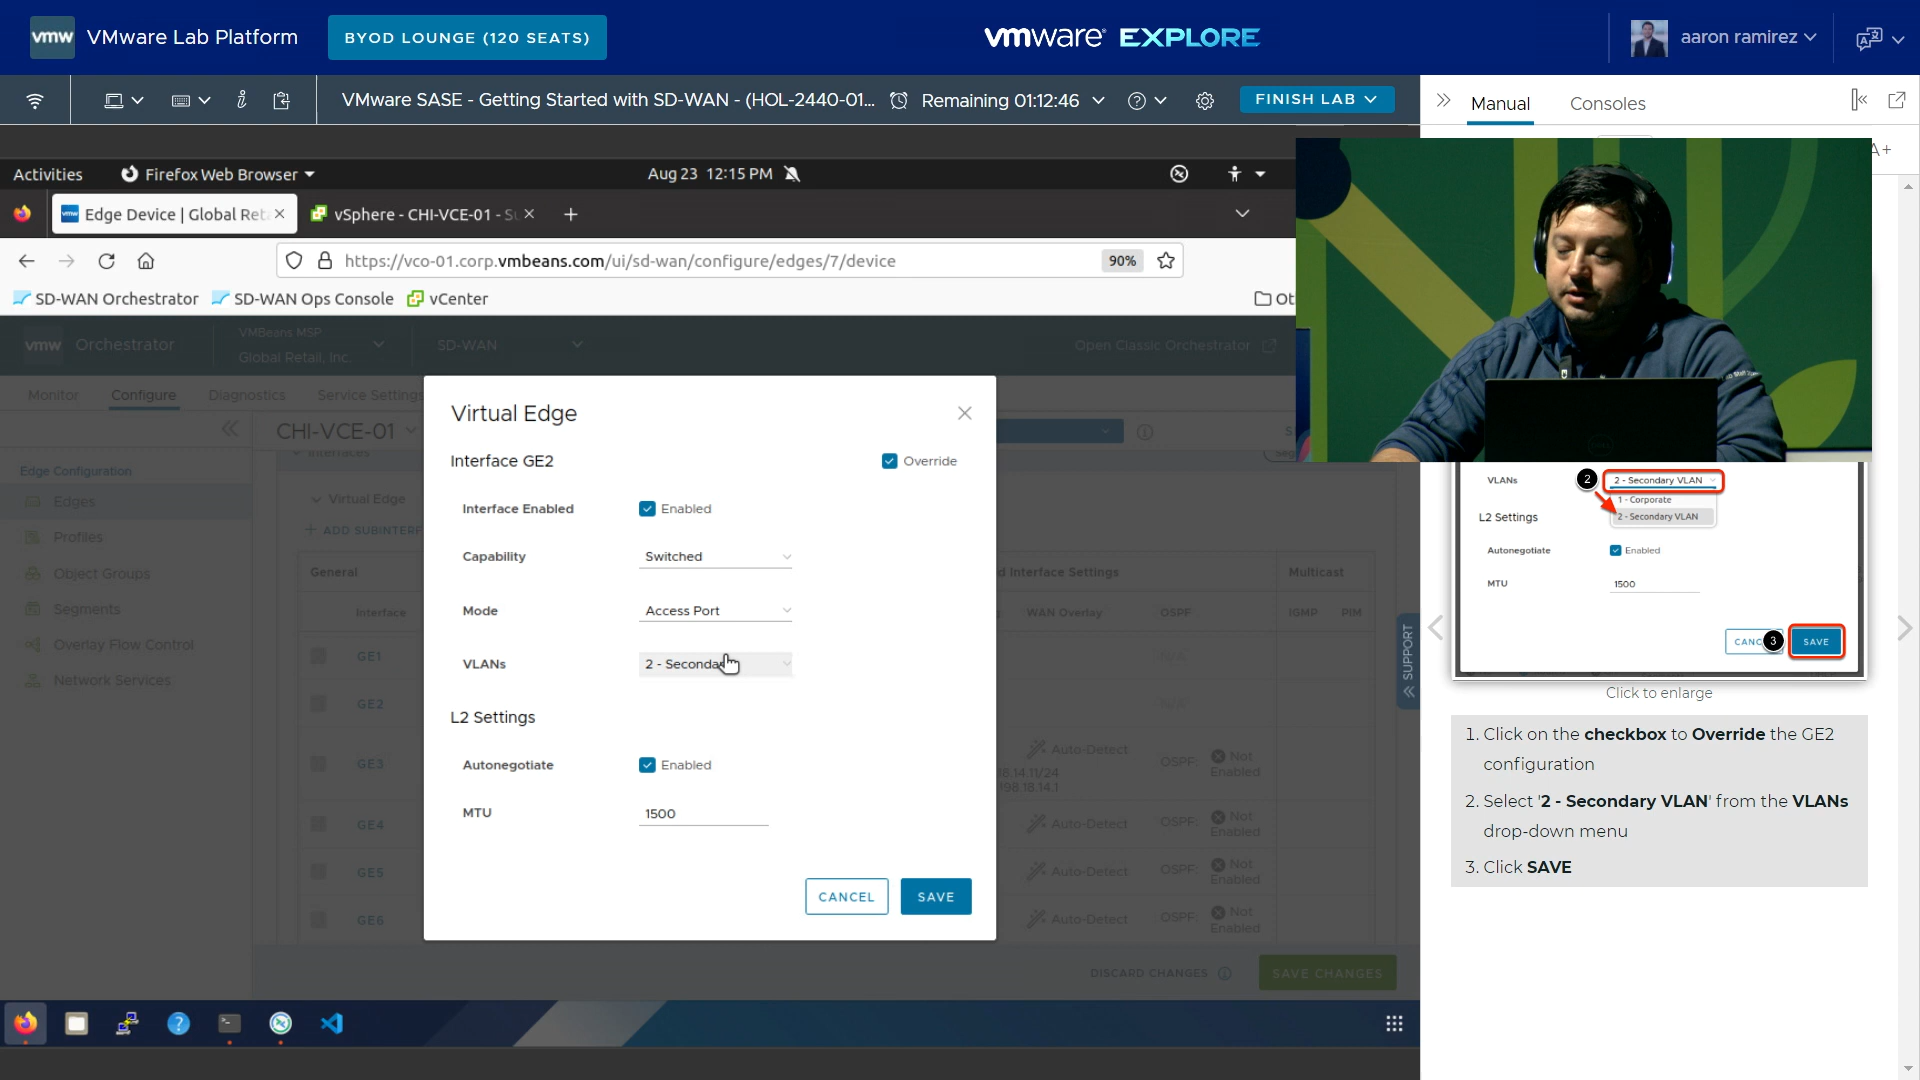 vmw VMware Lab Platform BYOD LOUNGE (120 SEATS) vmware EXPLORE aaron ramirez
VMware SASE - Getting Started with SD-WAN - (HOL-2440-01... Remaining 01:12:46 FINISH LAB
Manual Consoles
A+
Activities Firefox Web Browser Aug 23 12:15 PM
Edge Device | Global Reta vSphere - CHI-VCE-01 - Su
https://vco-01.corp.vmbeans.com/ui/sd-wan/configure/edges/7/device 90%
SD-WAN Orchestrator SD-WAN Ops Console vCenter
vmw Orchestrator VMBeans MSP Global Retail, Inc. SD-WAN Open Classic Orchestrator
Monitor Configure Diagnostics Service Settings
CHI-VCE-01
Interfaces
Edge Configuration
Edges
Profiles
Object Groups
Segments
Overlay Flow Control
Network Services
Virtual Edge
+ ADD SUBINTERF
General Interface Settings Multicast
Interface WAN Overlay OSPF IGMP PIM
GE1 N/A
GE2 N/A
GE3 Auto-Detect OSPF: Not Enabled
198.18.14.1
GE4 Auto-Detect OSPF: Not Enabled
GE5 Auto-Detect OSPF: Not Enabled
GE6 Auto-Detect OSPF: Not Enabled
DISCARD CHANGES SAVE CHANGES
Virtual Edge
Interface GE2 Override
Interface Enabled Enabled
Capability Switched
Mode Access Port
VLANs 2 - Seconda
L2 Settings
Autonegotiate Enabled
MTU 1500
CANCEL SAVE
SUPPORT
VLANs 2 2 - Secondary VLAN
1 - Corporate
L2 Settings 2 - Secondary VLAN
Autonegotiate Enabled
MTU 1500
CANC 3 SAVE
Click to enlarge
1. Click on the checkbox to Override the GE2
configuration
2. Select '2 - Secondary VLAN' from the VLANs
drop-down menu
3. Click SAVE